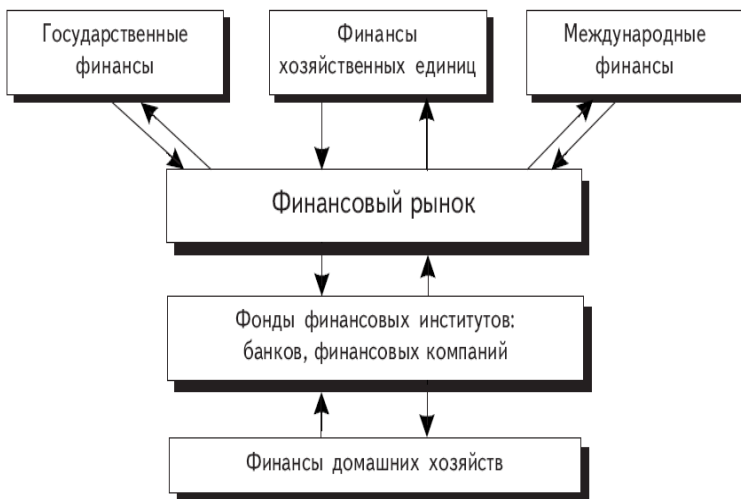 Государственные
финансы
Финансы
хозяйственных единиц
Международные
финансы
Финансовый рынок
Фонды финансовых институтов:
банков, финансовых компаний
Финансы домашних хозяйств